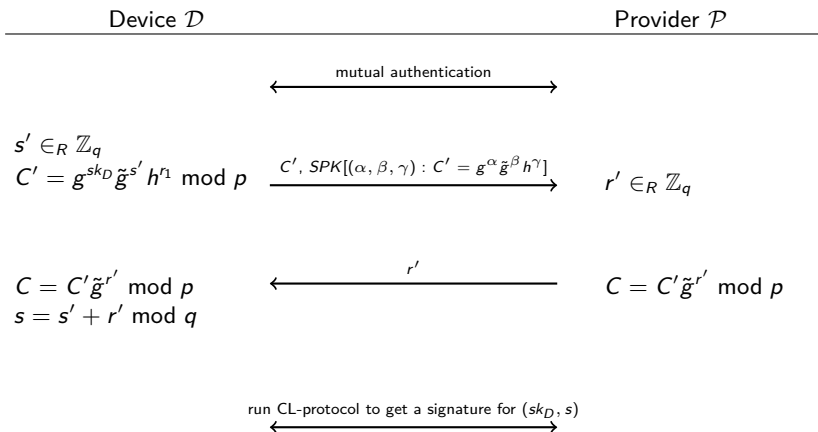 Device 𝒟 Provider 𝒫
mutual authentication
s′ ∈_R ℤ_q
C′ = g^{sk_D} g̃^{s′} h^{r_1} mod p
C′, SPK[(α, β, γ) : C′ = g^α g̃^β h^γ]
r′ ∈_R ℤ_q
r′
C = C′g̃^{r′} mod p C = C′g̃^{r′} mod p
s = s′ + r′ mod q
run CL-protocol to get a signature for (sk_D, s)